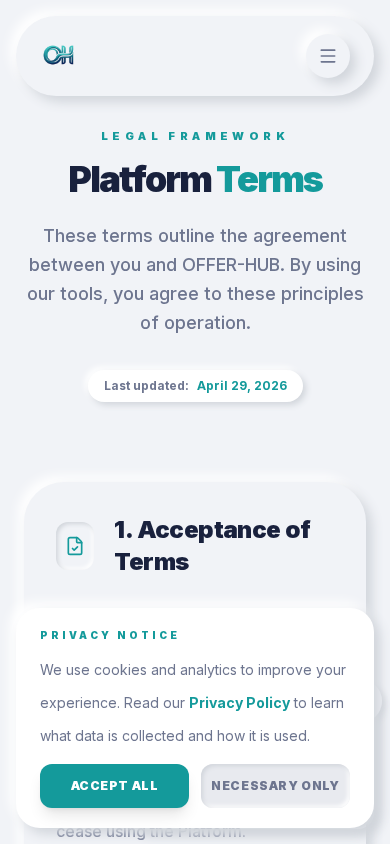 OH
LEGAL FRAMEWORK
Platform Terms
These terms outline the agreement
between you and OFFER-HUB. By using
our tools, you agree to these principles
of operation.
Last updated: April 29, 2026
1. Acceptance of
Terms
PRIVACY NOTICE
We use cookies and analytics to improve your
experience. Read our Privacy Policy to learn
what data is collected and how it is used.
ACCEPT ALL
NECESSARY ONLY
cease using the Platform.